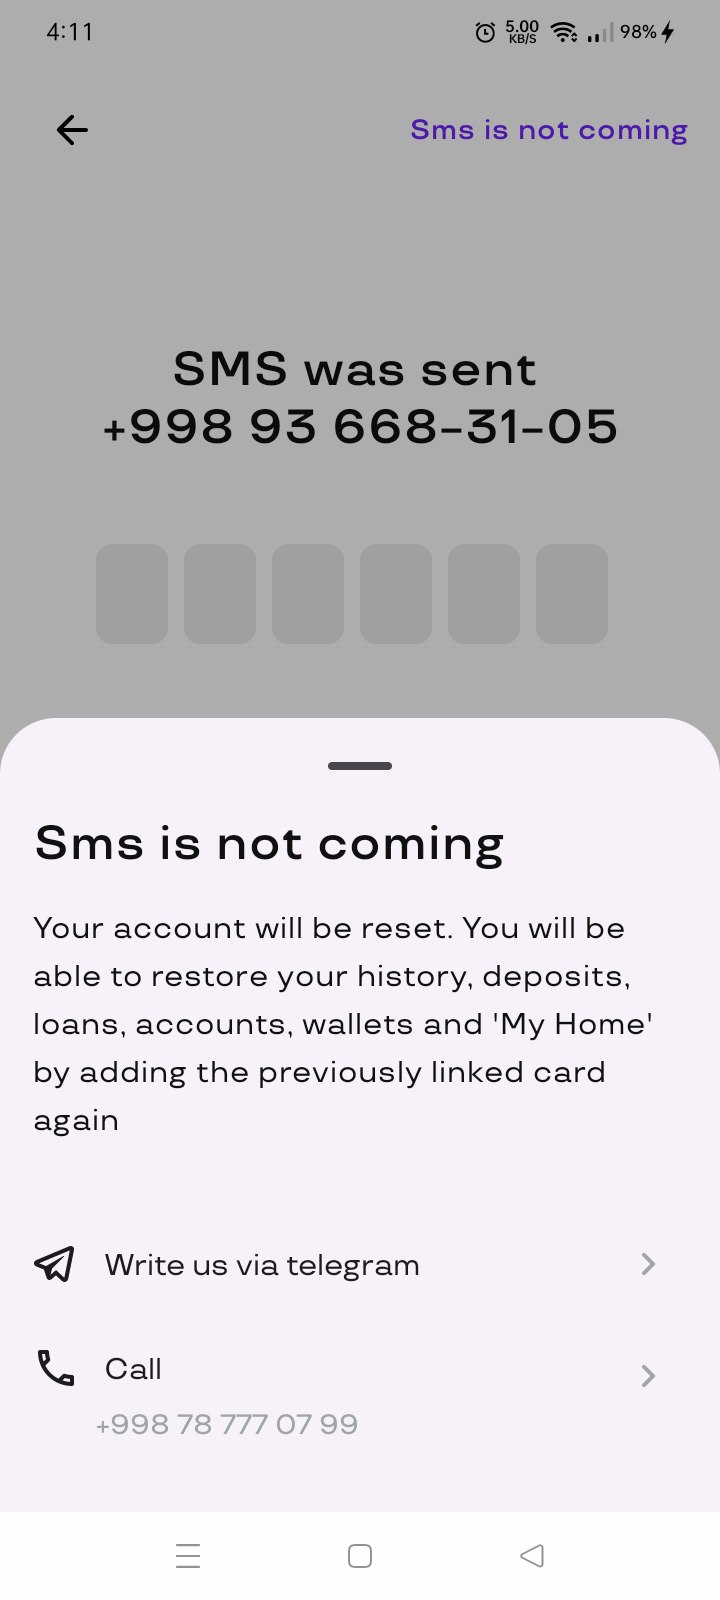 4:11
5.00
KB/S
98%
Sms is not coming
SMS was sent
+998 93 668-31-05
Sms is not coming
Your account will be reset. You will be
able to restore your history, deposits,
loans, accounts, wallets and 'My Home'
by adding the previously linked card
again
Write us via telegram
Call
+998 78 777 07 99